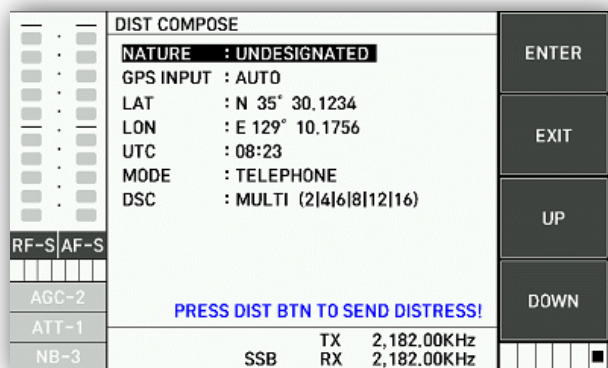 DIST COMPOSE
NATURE : UNDESIGNATED
GPS INPUT : AUTO
LAT : N 35° 30.1234
LON : E 129° 10.1756
UTC : 08:23
MODE : TELEPHONE
DSC : MULTI (2|4|6|8|12|16)
PRESS DIST BTN TO SEND DISTRESS!
TX 2,182.00KHz
SSB RX 2,182.00KHz
RF-S AF-S
AGC-2
ATT-1
NB-3
ENTER
EXIT
UP
DOWN